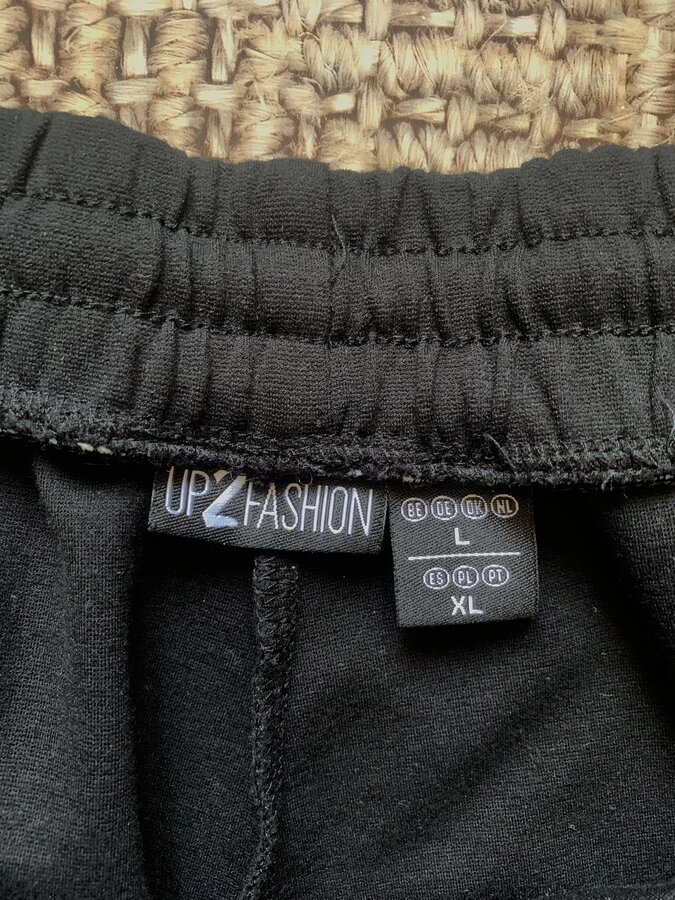 UP2FASHION
BE DE DK NL
L
ES PL PT
XL